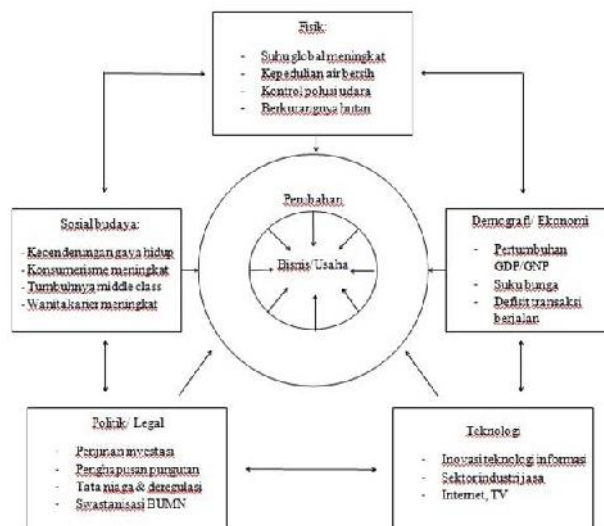 Fisik:
- Suhu global meningkat
- Kepedulian air bersih
- Kontrol polusi udara
- Berkurangnya hutan
Perubahan
Bisnis/Usaha
Sosial budaya:
- Kecenderungan gaya hidup
- Konsumerisme meningkat
- Tumbuhnya middle class
- Wanita karier meningkat
Demografi/ Ekonomi
- Pertumbuhan
GDP/GNP
- Suku bunga
- Defisit transaksi
berjalan
Politik/ Legal
- Perijinan investasi
- Penghapusan pungutan
- Tata niaga & deregulasi
- Swastanisasi BUMN
Teknologi
- Inovasi teknologi informasi
- Sektor industri jasa
- Internet, TV